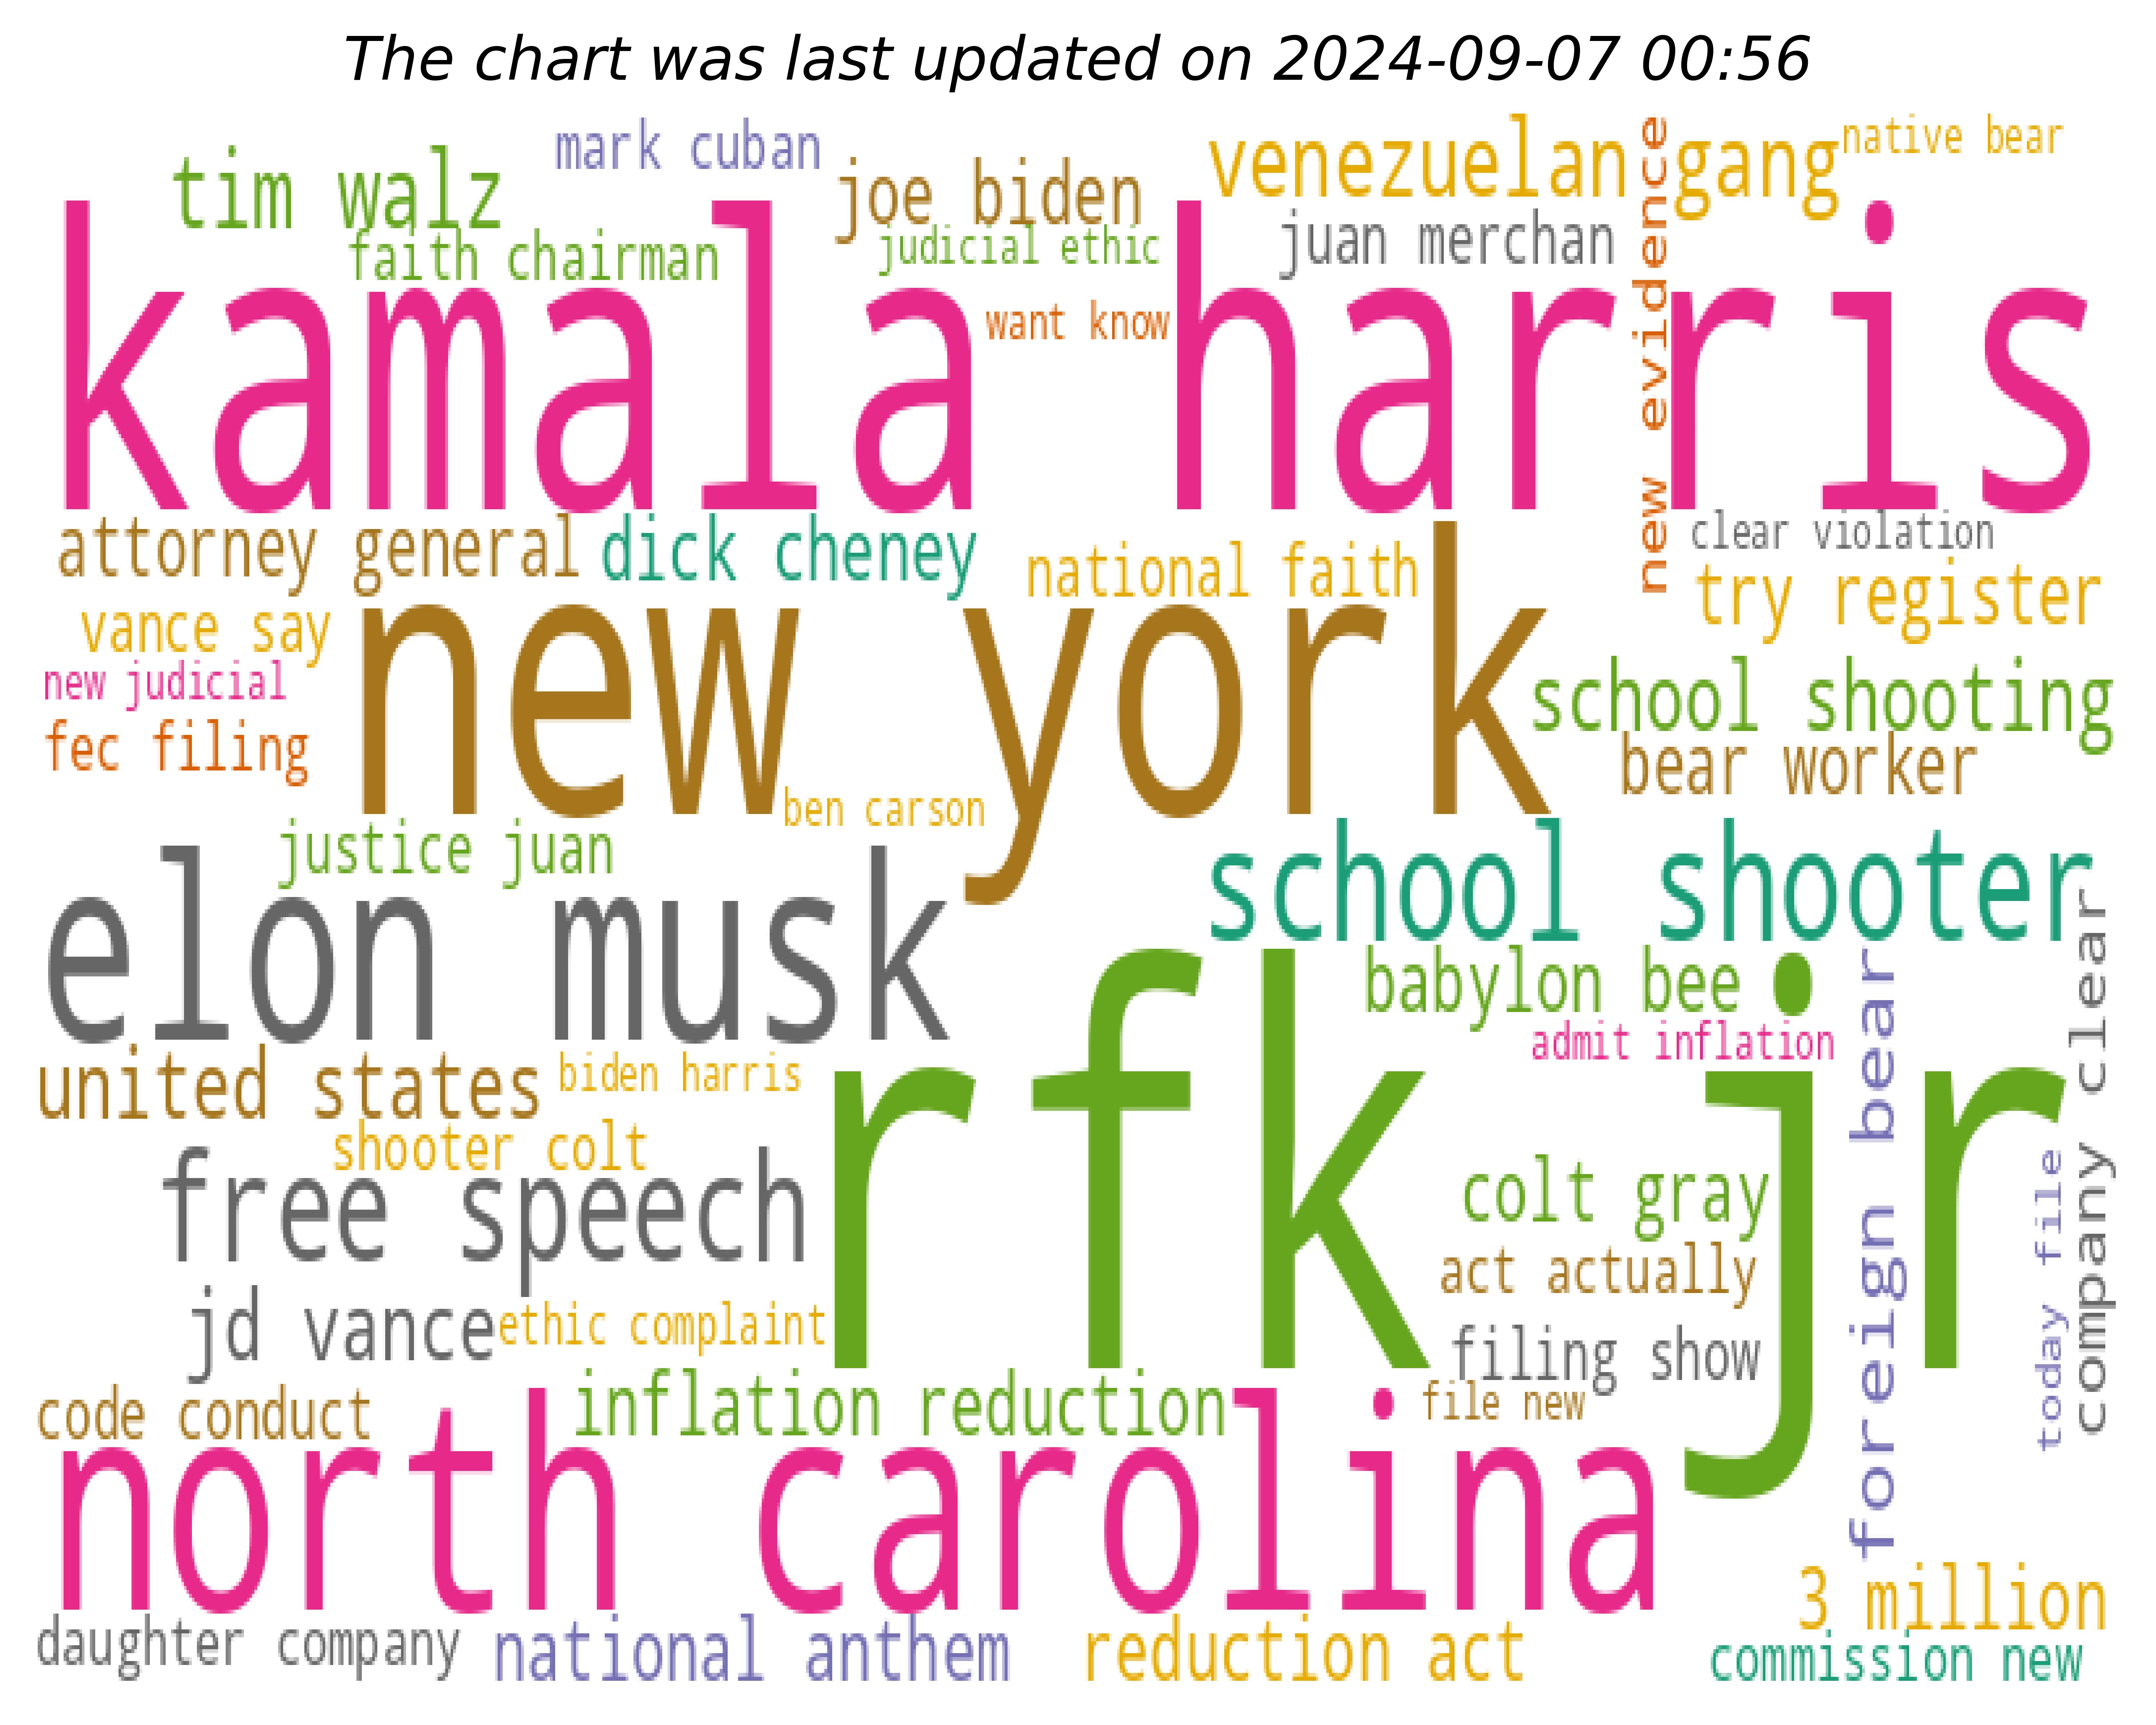 The chart was last updated on 2024-09-07 00:56
mark cuban
native bear
venezuelan gang
tim walz
joe biden
new evidence
faith chairman
judicial ethic
juan merchan
kamala harris
want know
attorney general
dick cheney
national faith
clear violation
try register
vance say
new york
new judicial
school shooting
fec filing
bear worker
ben carson
justice juan
school shooter
elon musk
babylon bee
company clear
foreign bear
admit inflation
united states
biden harris
rfk jr
shooter colt
free speech
colt gray
today file
act actually
jd vance
ethic complaint
filing show
inflation reduction
code conduct
file new
north carolina
3 million
daughter company
national anthem
reduction act
commission new